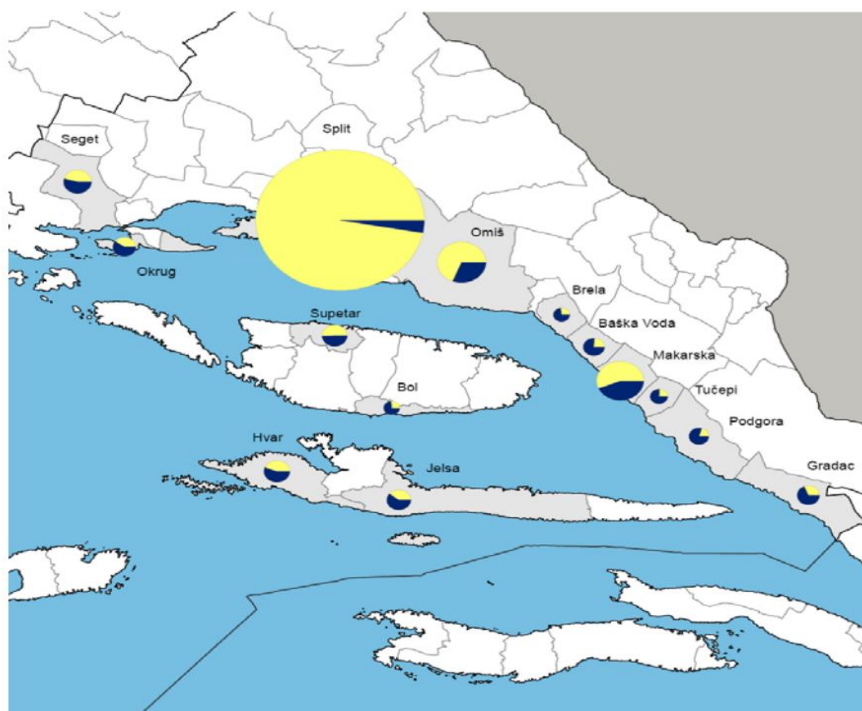 Split
Seget
Omiš
Okrug
Brela
Supetar
Baška Voda
Makarska
Bol
Tučepi
Podgora
Hvar
Jelsa
Gradac